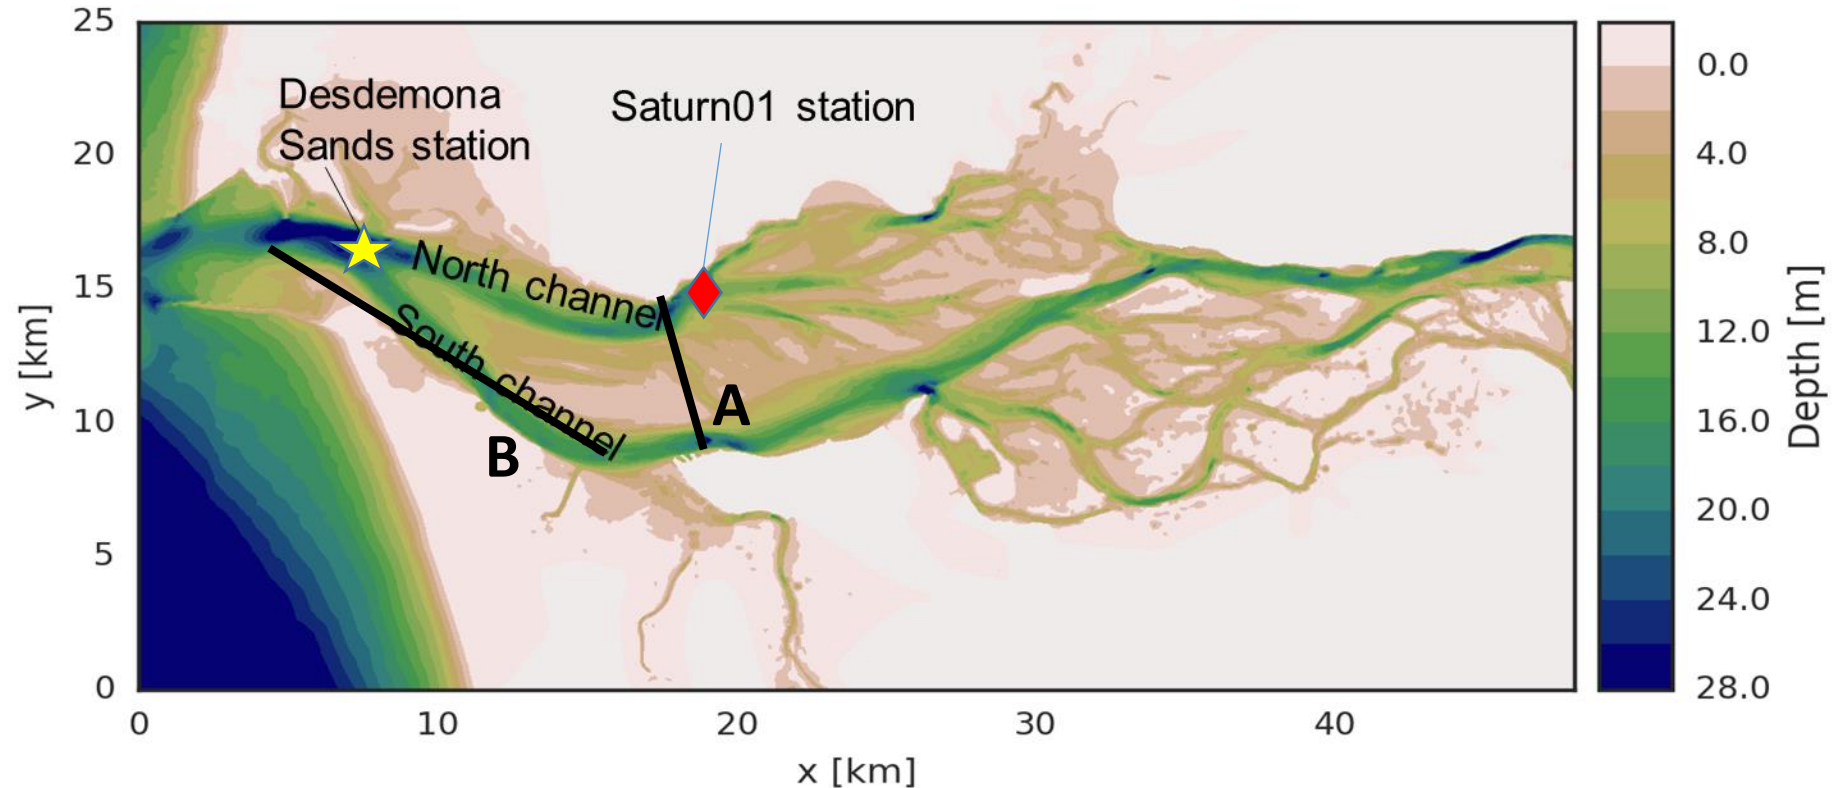 25
20
15
10
5
0
y [km]
0
10
20
30
40
x [km]
Desdemona
Sands station
Saturn01 station
North channel
South channel
A
B
0.0
4.0
8.0
12.0
16.0
20.0
24.0
28.0
Depth [m]